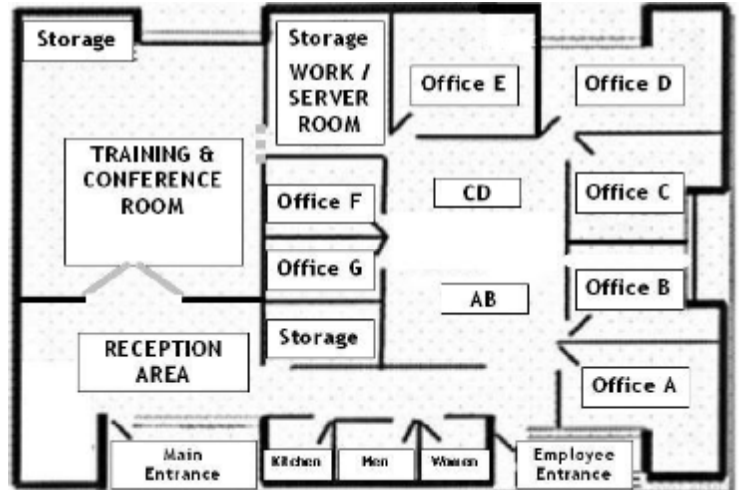 Storage
Storage
WORK /
SERVER
ROOM
Office E
Office D
TRAINING &
CONFERENCE
ROOM
Office F
CD
Office C
Office G
AB
Office B
Storage
RECEPTION
AREA
Office A
Main
Entrance
Kitchen
Men
Women
Employee
Entrance